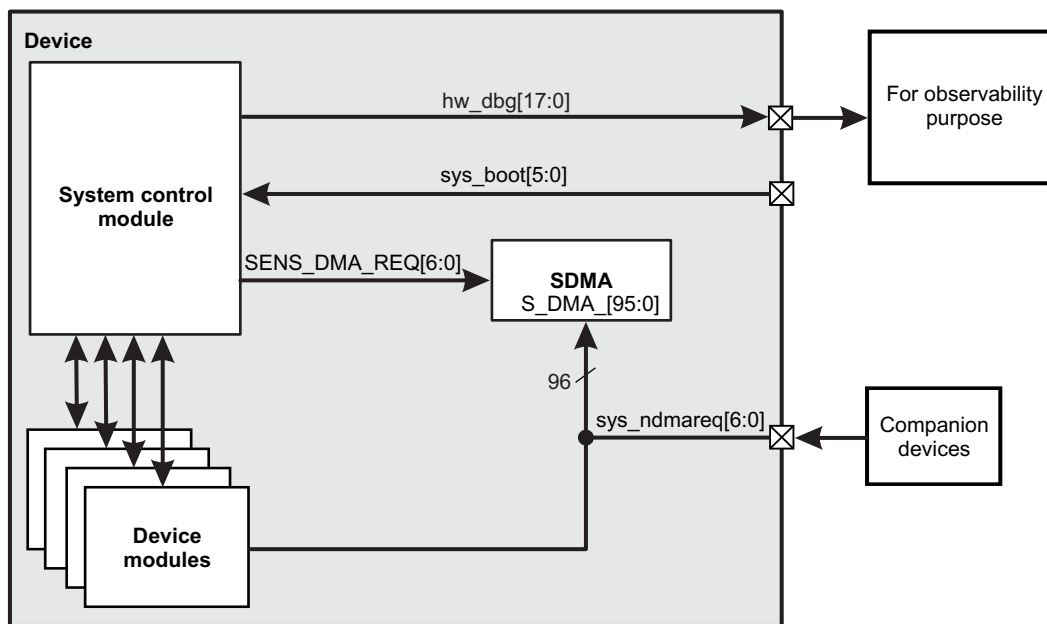 Device
hw_dbg[17:0]
For observability
purpose
sys_boot[5:0]
System control
module
SENS_DMA_REQ[6:0]
SDMA
S_DMA_[95:0]
96
sys_ndmareq[6:0]
Companion
devices
Device
modules